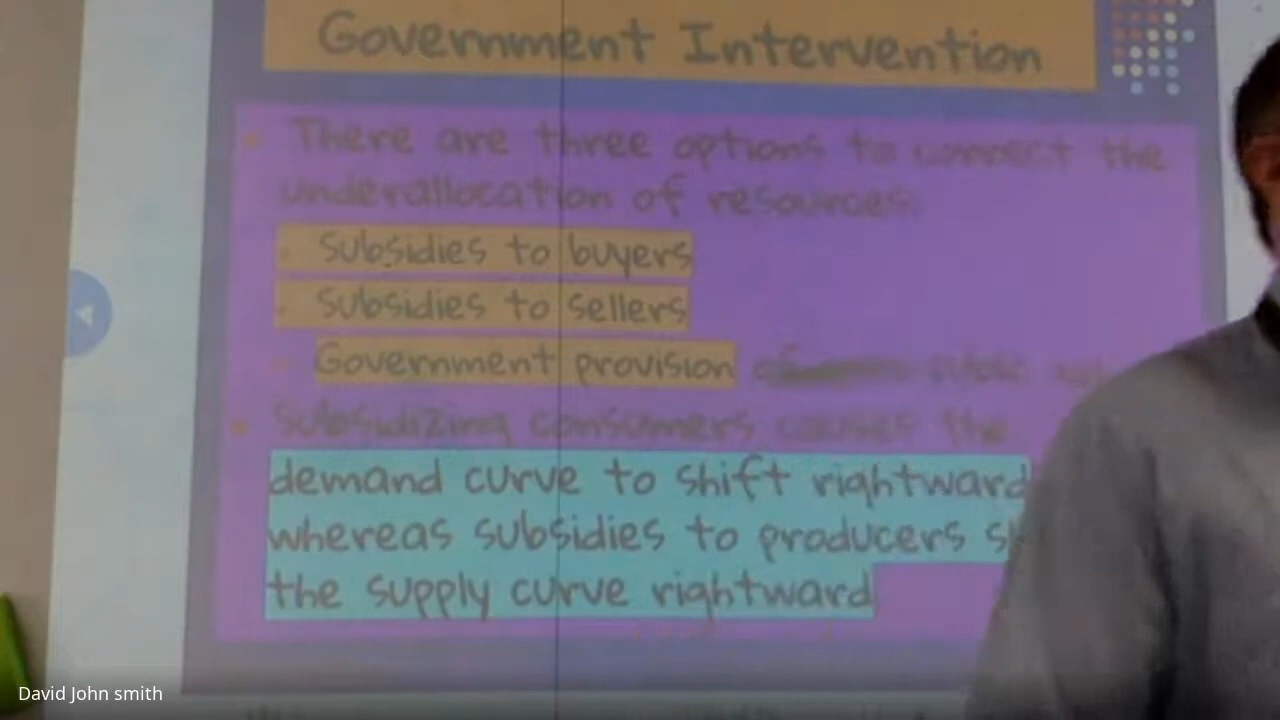 Government Intervention
There are three options to correct the
underallocation of resources:
Subsidies to buyers
Subsidies to sellers
Government provision of
Subsidizing consumers causes the
demand curve to shift rightward
whereas subsidies to producers
the supply curve rightward
David John smith